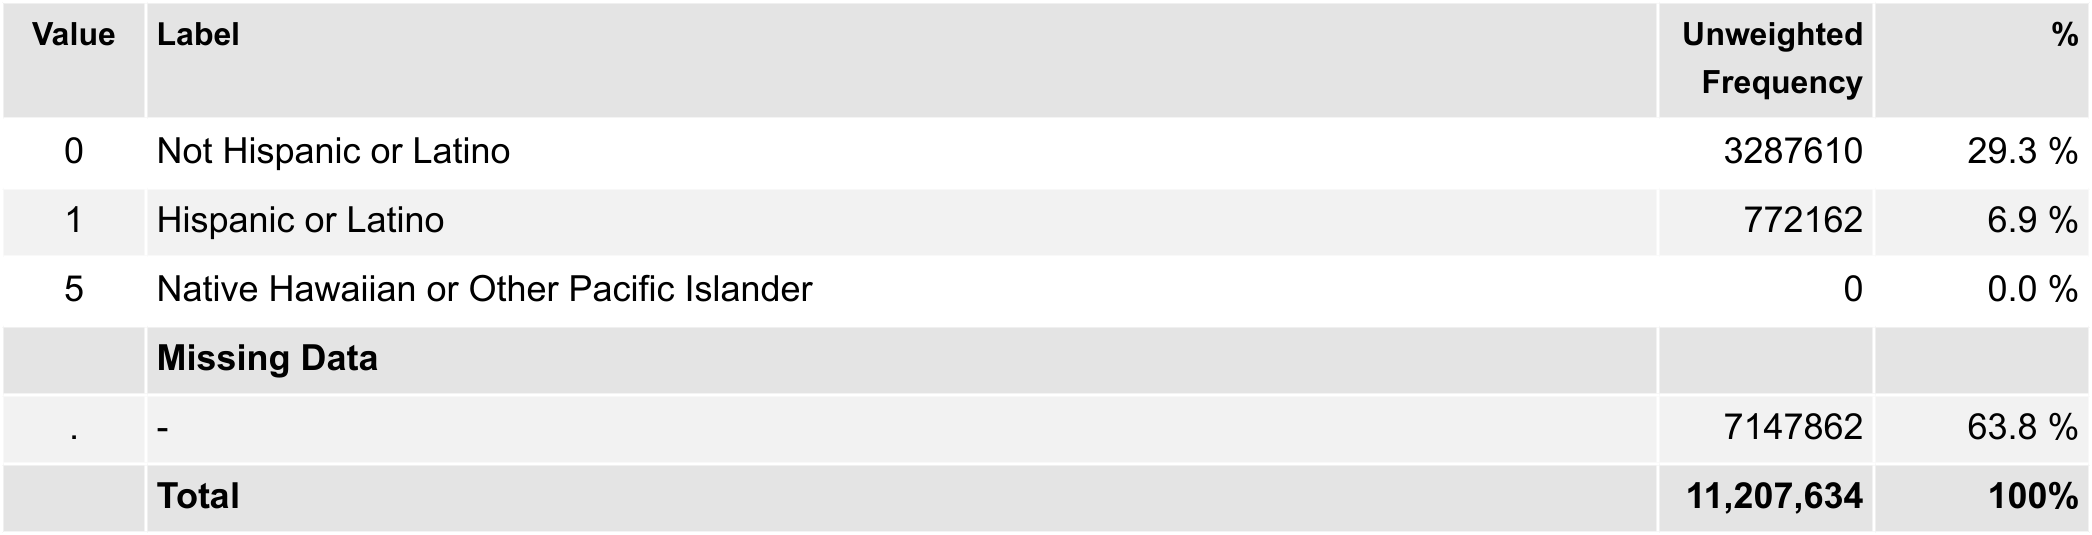 Value Label Unweighted Frequency %
0 Not Hispanic or Latino 3287610 29.3 %
1 Hispanic or Latino 772162 6.9 %
5 Native Hawaiian or Other Pacific Islander 0 0.0 %
Missing Data
. - 7147862 63.8 %
Total 11,207,634 100%